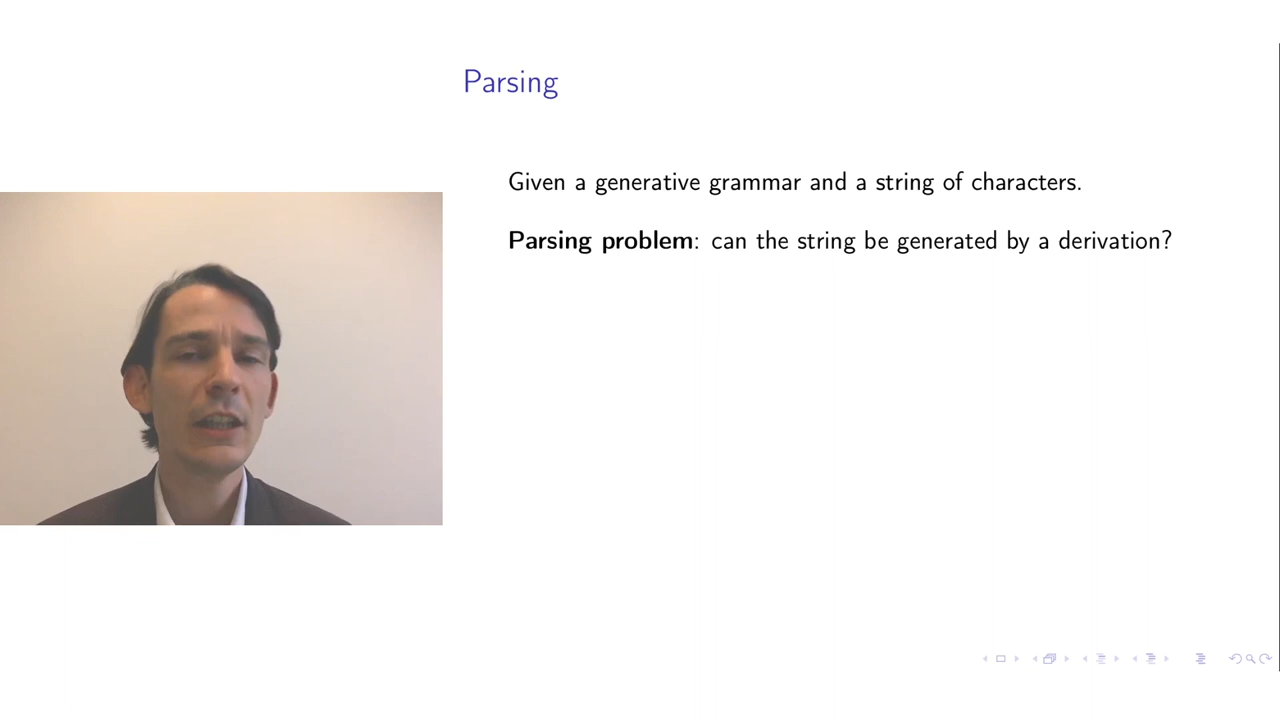 Parsing
Given a generative grammar and a string of characters.
Parsing problem: can the string be generated by a derivation?